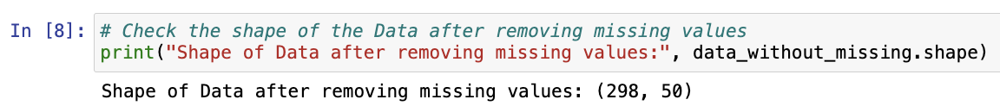 In [8]: # Check the shape of the Data after removing missing values
print("Shape of Data after removing missing values:", data_without_missing.shape)
Shape of Data after removing missing values: (298, 50)